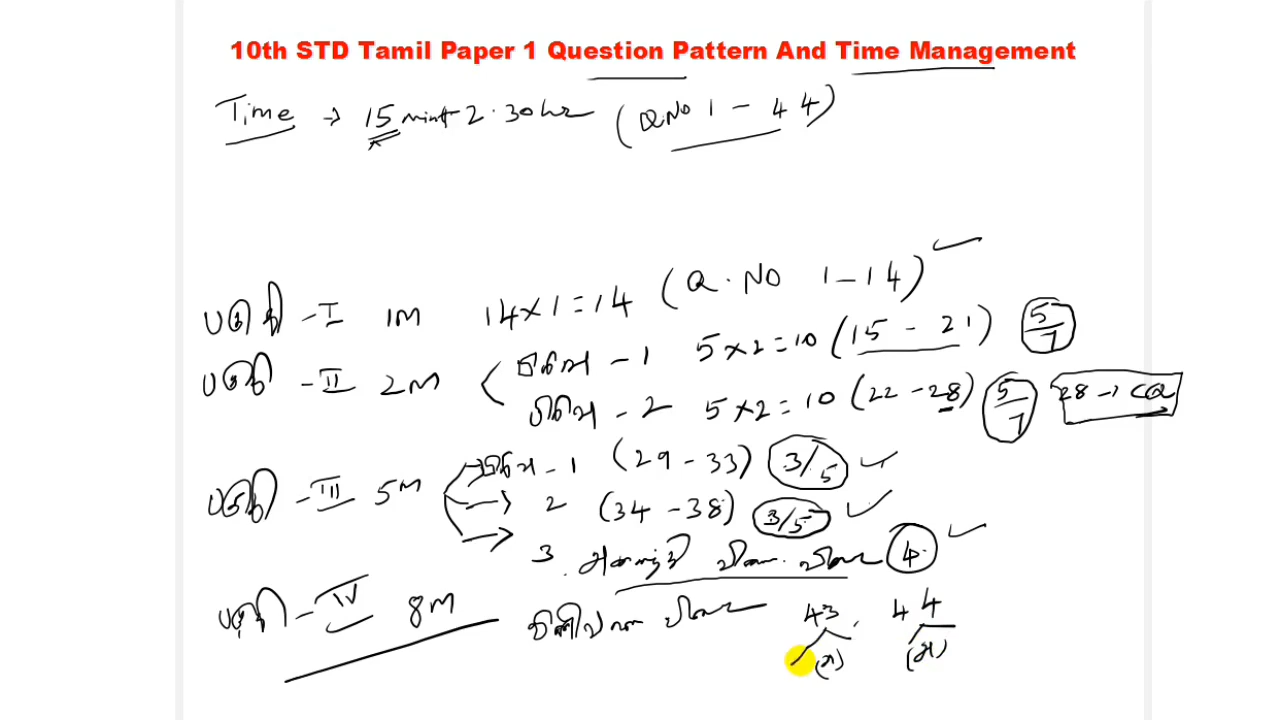 10th STD Tamil Paper 1 Question Pattern And Time Management
Time → 15 mint 2.30 hr (Q.No 1 - 44)
பகுதி - I 1M 14×1=14 (Q.No 1-14)
பகுதி - II 2M பிரிவு - 1 5×2=10 (15 - 21) 5/7
பிரிவு - 2 5×2=10 (22 - 28) 5/7 28 → CQ
பகுதி - III 5M பிரிவு - 1 (29 - 33) 3/5
→ 2 (34 - 38) 3/5
→ 3. வினா 4
பகுதி - IV 8M 43, 44
(அ)